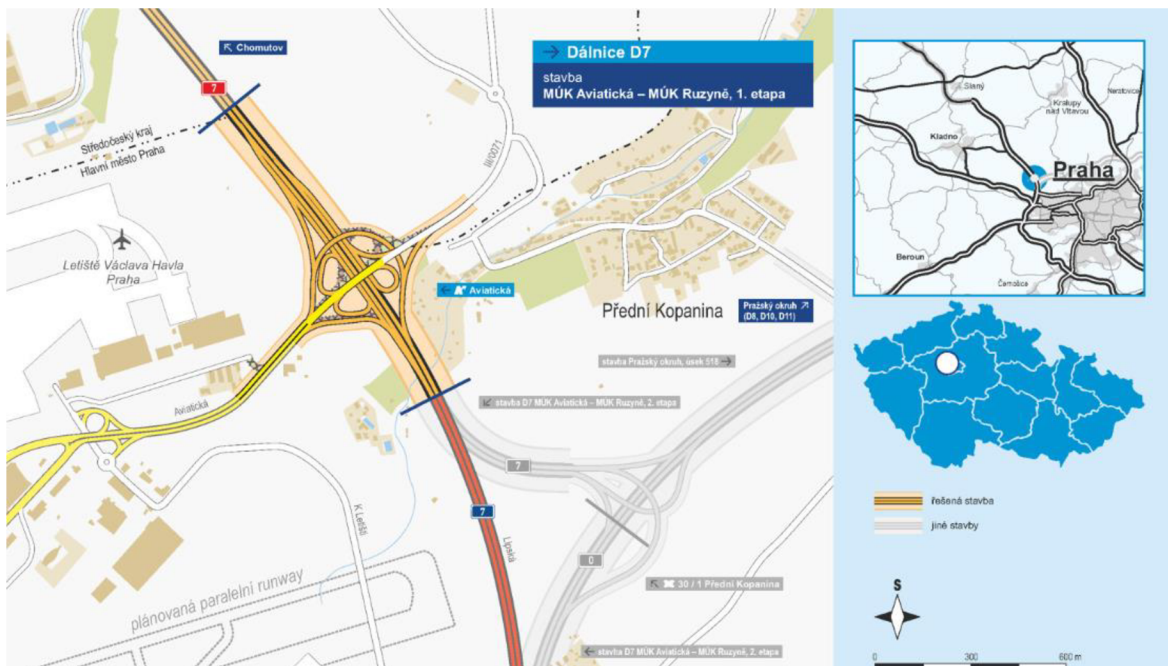 Chomutov
Dálnice D7
stavba
MÚK Aviatická – MÚK Ruzyně, 1. etapa
7
Středočeský kraj
Hlavní město Praha
III/0071
Letiště Václava Havla
Praha
Aviatická
Přední Kopanina
Pražský okruh
(D8, D10, D11)
stavba Pražský okruh, úsek 518
stavba D7 MÚK Aviatická – MÚK Ruzyně, 2. etapa
Aviatická
7
7
K Letišti
Lipská
0
30 / 1 Přední Kopanina
plánovaná paralelní runway
stavba D7 MÚK Aviatická – MÚK Ruzyně, 2. etapa
Slaný
Kralupy
nad Vltavou
Neratovice
Kladno
Praha
Beroun
Černošice
řešená stavba
jiné stavby
S
0 300 600 m